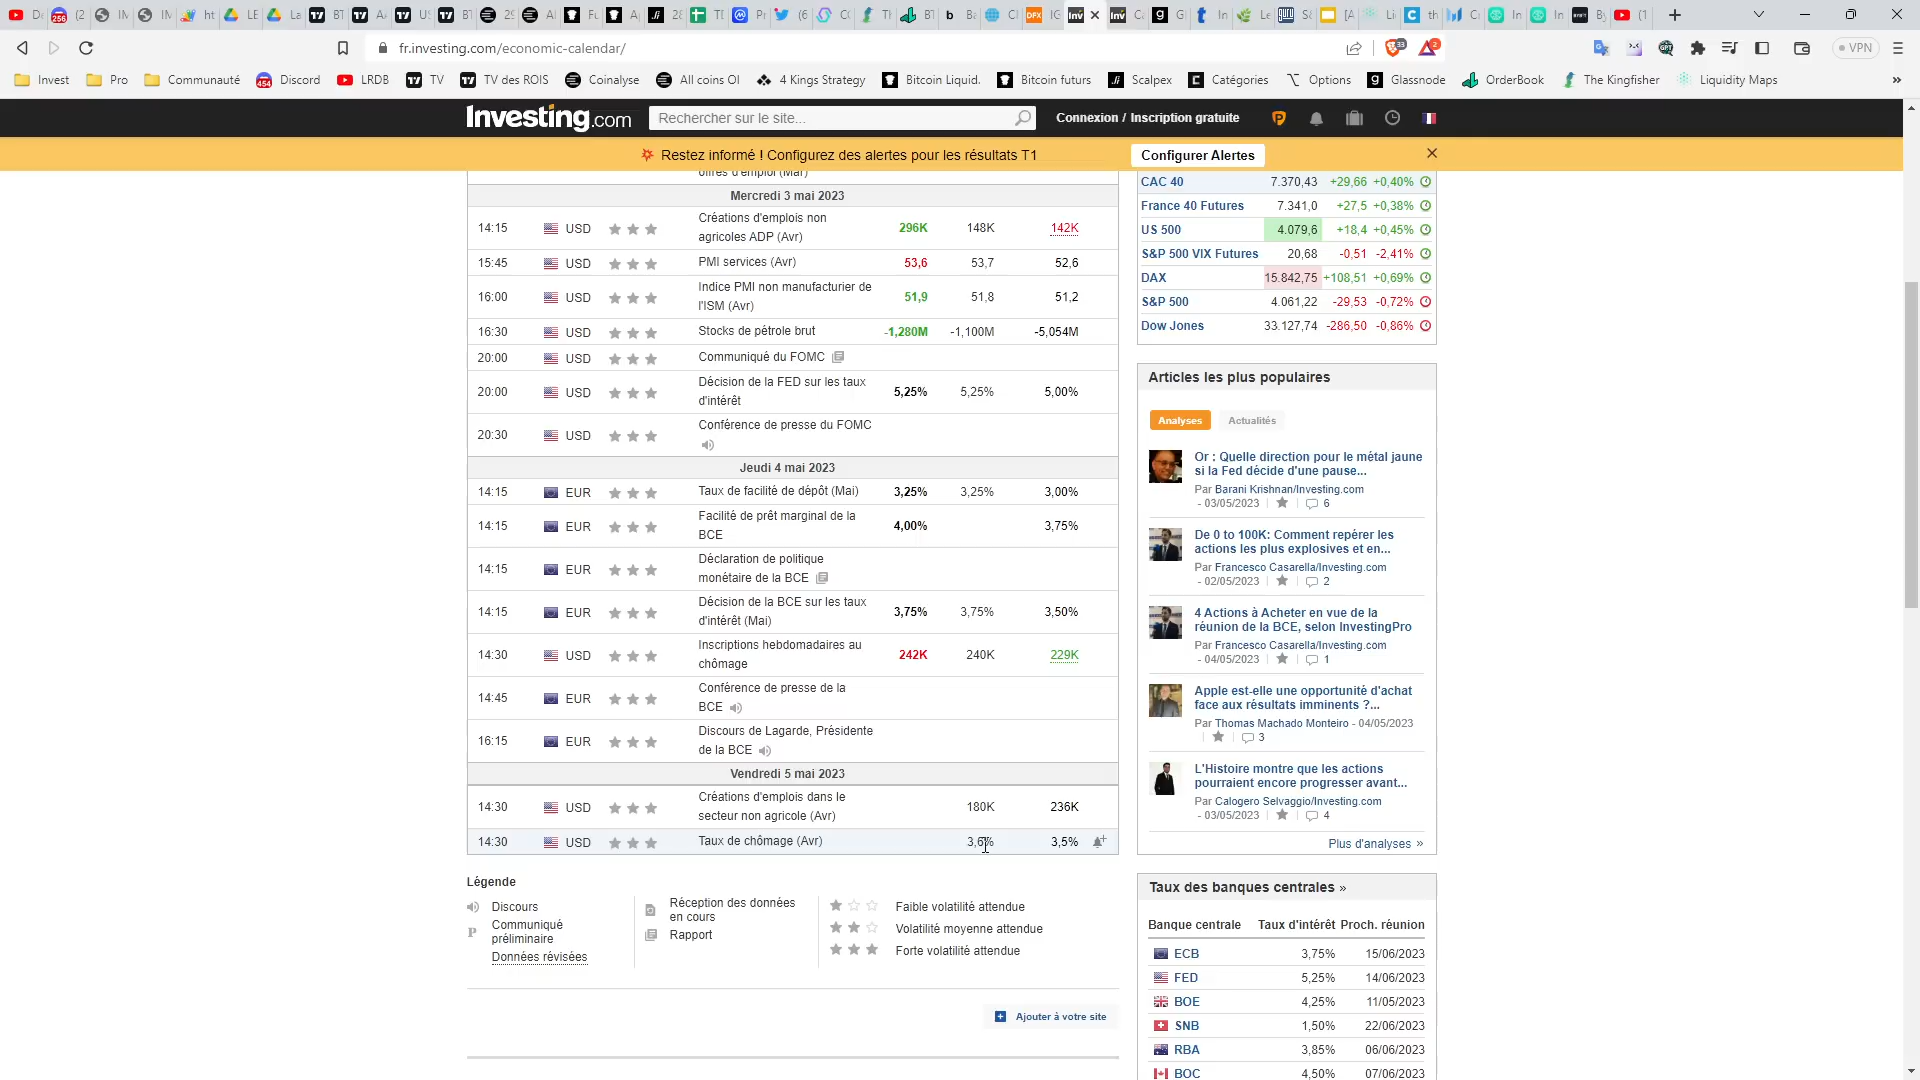 fr.investing.com/economic-calendar/
VPN
Invest Pro Communauté Discord LRDB TV TV des ROIS Coinalyse All coins OI 4 Kings Strategy Bitcoin Liquid. Bitcoin futurs Scalpex Catégories Options Glassnode OrderBook The Kingfisher Liquidity Maps »
Investing.com Rechercher sur le site... Connexion / Inscription gratuite
Restez informé ! Configurez des alertes pour les résultats T1 Configurer Alertes
offres d'emploi (Mar)
Mercredi 3 mai 2023
14:15 USD Créations d'emplois non agricoles ADP (Avr) 296K 148K 142K
15:45 USD PMI services (Avr) 53,6 53,7 52,6
16:00 USD Indice PMI non manufacturier de l'ISM (Avr) 51,9 51,8 51,2
16:30 USD Stocks de pétrole brut -1,280M -1,100M -5,054M
20:00 USD Communiqué du FOMC
20:00 USD Décision de la FED sur les taux d'intérêt 5,25% 5,25% 5,00%
20:30 USD Conférence de presse du FOMC
Jeudi 4 mai 2023
14:15 EUR Taux de facilité de dépôt (Mai) 3,25% 3,25% 3,00%
14:15 EUR Facilité de prêt marginal de la BCE 4,00% 3,75%
14:15 EUR Déclaration de politique monétaire de la BCE
14:15 EUR Décision de la BCE sur les taux d'intérêt (Mai) 3,75% 3,75% 3,50%
14:30 USD Inscriptions hebdomadaires au chômage 242K 240K 229K
14:45 EUR Conférence de presse de la BCE
16:15 EUR Discours de Lagarde, Présidente de la BCE
Vendredi 5 mai 2023
14:30 USD Créations d'emplois dans le secteur non agricole (Avr) 180K 236K
14:30 USD Taux de chômage (Avr) 3,6% 3,5%
Légende
Discours
Communiqué préliminaire
Données révisées
Réception des données en cours
Rapport
Faible volatilité attendue
Volatilité moyenne attendue
Forte volatilité attendue
Ajouter à votre site
CAC 40 7.370,43 +29,66 +0,40%
France 40 Futures 7.341,0 +27,5 +0,38%
US 500 4.079,6 +18,4 +0,45%
S&P 500 VIX Futures 20,68 -0,51 -2,41%
DAX 15.842,75 +108,51 +0,69%
S&P 500 4.061,22 -29,53 -0,72%
Dow Jones 33.127,74 -286,50 -0,86%
Articles les plus populaires
Analyses Actualités
Or : Quelle direction pour le métal jaune
si la Fed décide d'une pause...
Par Barani Krishnan/Investing.com
- 03/05/2023 6
De 0 to 100K: Comment repérer les
actions les plus explosives et en...
Par Francesco Casarella/Investing.com
- 02/05/2023 2
4 Actions à Acheter en vue de la
réunion de la BCE, selon InvestingPro
Par Francesco Casarella/Investing.com
- 04/05/2023 1
Apple est-elle une opportunité d'achat
face aux résultats imminents ?...
Par Thomas Machado Monteiro - 04/05/2023
3
L'Histoire montre que les actions
pourraient encore progresser avant...
Par Calogero Selvaggio/Investing.com
- 03/05/2023 4
Plus d'analyses »
Taux des banques centrales »
Banque centrale Taux d'intérêt Proch. réunion
ECB 3,75% 15/06/2023
FED 5,25% 14/06/2023
BOE 4,25% 11/05/2023
SNB 1,50% 22/06/2023
RBA 3,85% 06/06/2023
BOC 4,50% 07/06/2023